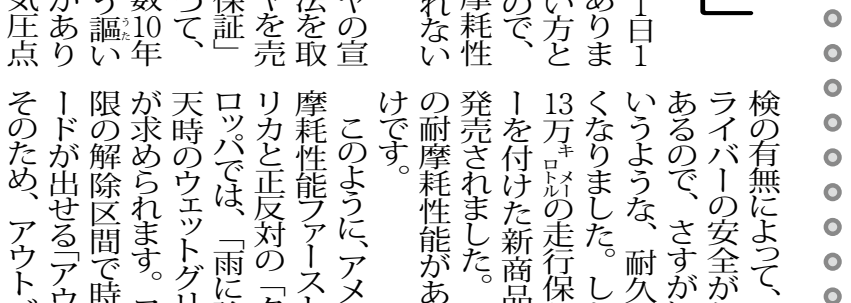 1日1
ありま
い方と
ので、
摩耗性
れない
ヤの宣
法を取
ヤを売
保証」
って、
数10年
う謳い
があり
気圧点
検の有無によって、
ライバーの安全が
あるので、さすが
いうような、耐久
くなりました。し
13万キロメートルの走行保
ーを付けた新商品
発売されました。
の耐摩耗性能があ
けです。
このように、アメ
摩耗性能ファースト
リカと正反対の「タ
ロッパでは、「雨に
天時のウェットグリ
が求められます。
限の解除区間で時
ードが出せる「アウ
そのため、アウト